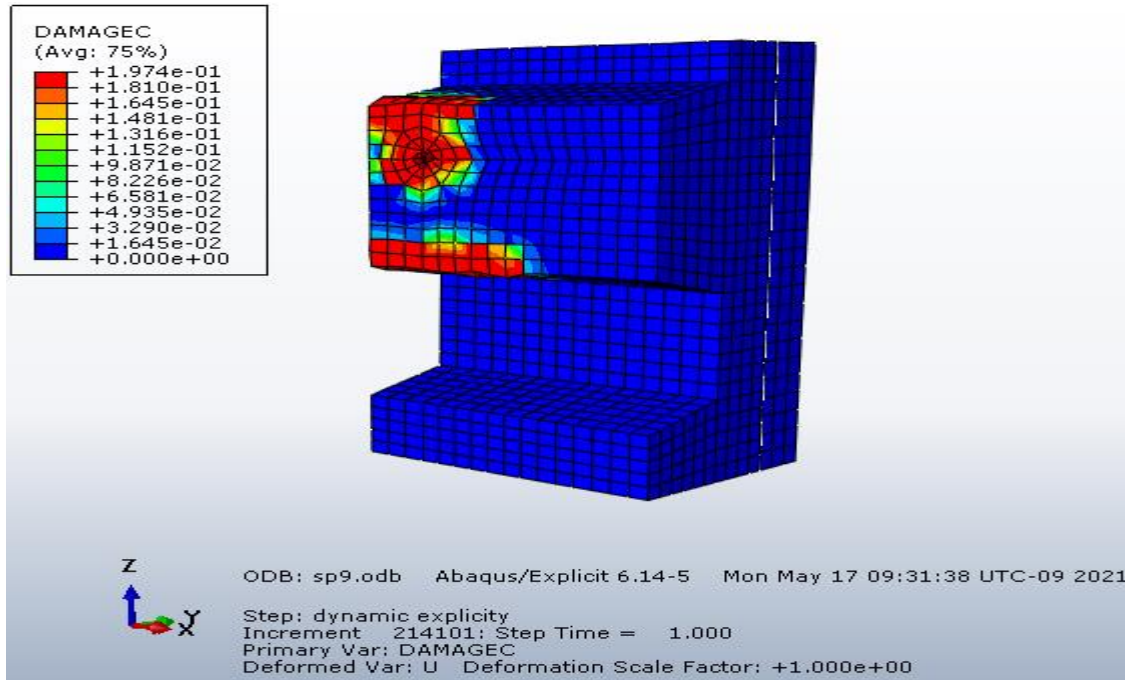 DAMAGEC
(Avg: 75%)
+1.974e-01
+1.810e-01
+1.645e-01
+1.481e-01
+1.316e-01
+1.152e-01
+9.871e-02
+8.226e-02
+6.581e-02
+4.935e-02
+3.290e-02
+1.645e-02
+0.000e+00
Z
Y
X
ODB: sp9.odb Abaqus/Explicit 6.14-5 Mon May 17 09:31:38 UTC-09 2021
Step: dynamic explicity
Increment 214101: Step Time = 1.000
Primary Var: DAMAGEC
Deformed Var: U Deformation Scale Factor: +1.000e+00